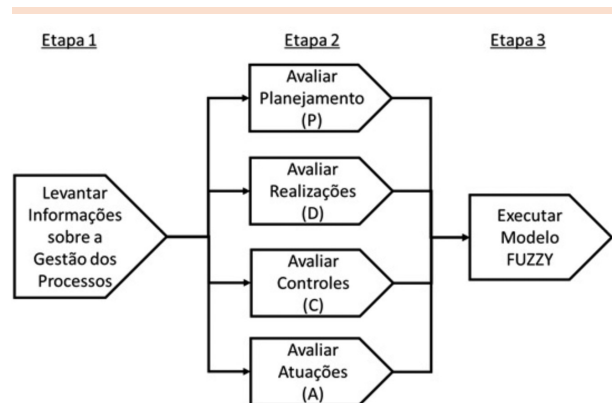 Etapa 1
Etapa 2
Etapa 3
Levantar
Informações
sobre a
Gestão dos
Processos
Avaliar
Planejamento
(P)
Avaliar
Realizações
(D)
Avaliar
Controles
(C)
Avaliar
Atuações
(A)
Executar
Modelo
FUZZY